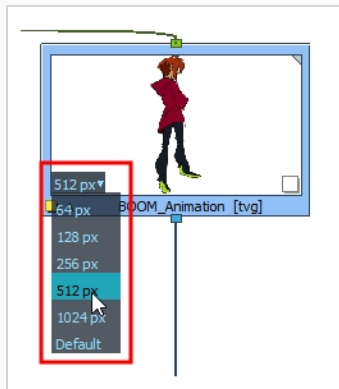 512 px▼
BOOM_Animation [tvg]
64 px
128 px
256 px
512 px
1024 px
Default